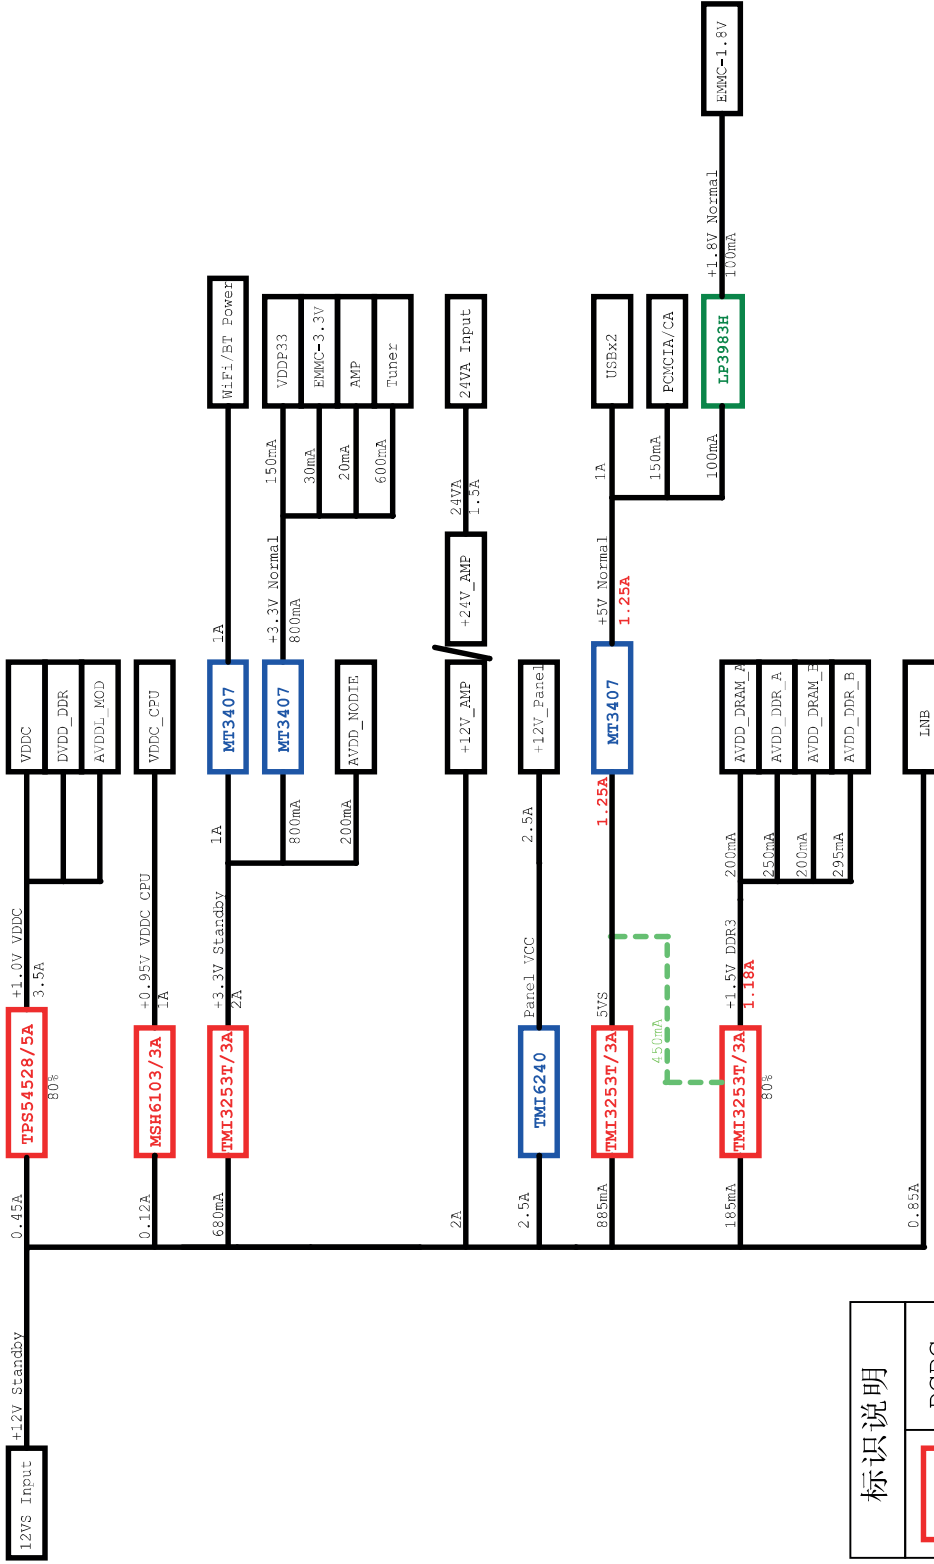 12VS Input
+12V Standby
0.45A
TPS54528/5A
80%
+1.0V VDDC
3.5A
VDDC
DVDD_DDR
AVDDL_MOD
0.12A
MSH6103/3A
+0.95V VDDC CPU
1A
VDDC_CPU
680mA
TMI3253T/3A
+3.3V Standby
2A
1A
MT3407
1A
WiFi/BT Power
800mA
MT3407
+3.3V Normal
800mA
150mA
VDDP33
30mA
EMMC-3.3V
20mA
AMP
600mA
Tuner
200mA
AVDD_NODIE
2A
+12V_AMP
+24V_AMP
24VA
1.5A
24VA Input
2.5A
TMI6240
Panel VCC
2.5A
+12V_Panel
885mA
TMI3253T/3A
5VS
1.25A
MT3407
+5V Normal
1.25A
1A
USBx2
150mA
PCMCIA/CA
100mA
LP3983H
+1.8V Normal
100mA
EMMC-1.8V
450mA
185mA
TMI3253T/3A
80%
+1.5V DDR3
1.18A
200mA
AVDD_DRAM_A
250mA
AVDD_DDR_A
200mA
AVDD_DRAM_B
295mA
AVDD_DDR_B
0.85A
LNB
标识说明